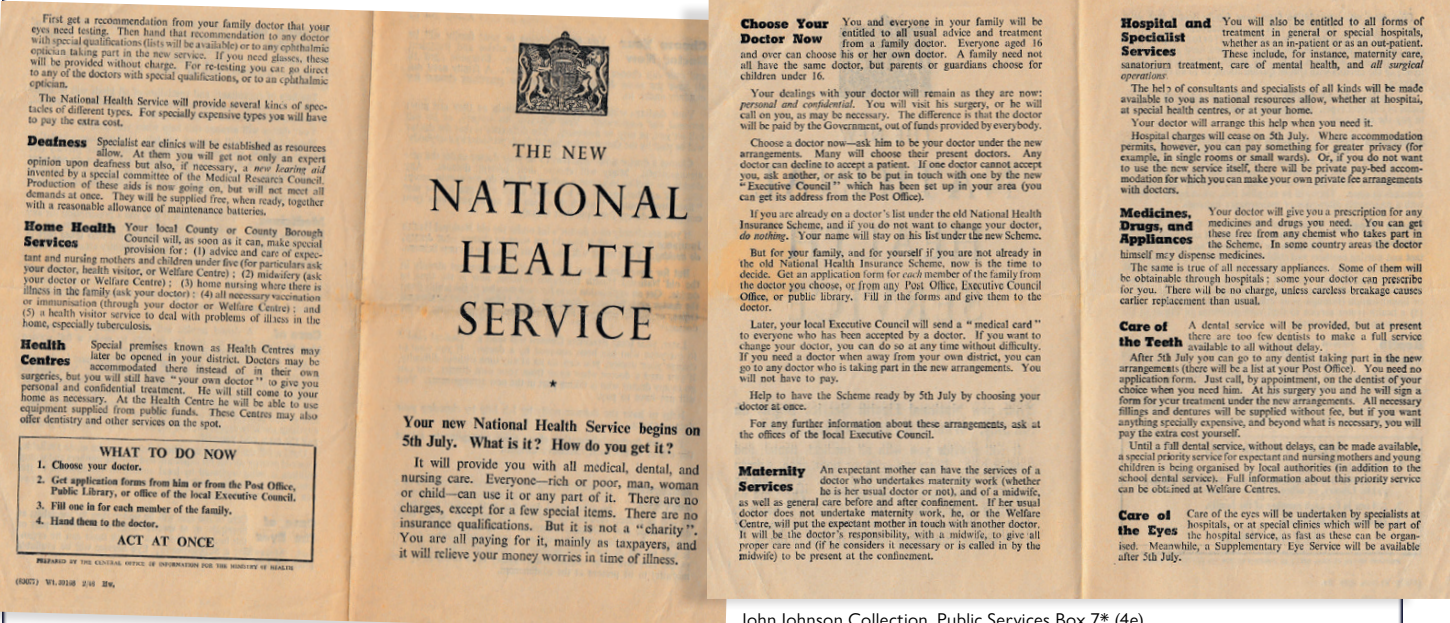 First get a recommendation from your family doctor that your
eyes need testing. Then hand that recommendation to any doctor
with special qualifications (lists will be available) or to any ophthalmic
optician taking part in the new service. If you need glasses, these
will be provided without charge. For re-testing you can go direct
to any of the doctors with special qualifications, or to an ophthalmic
optician.
The National Health Service will provide several kinds of spec-
tacles of different types. For specially expensive types you will have
to pay the extra cost.
Deafness Specialist ear clinics will be established as resources
allow. At them you will get not only an expert
opinion upon deafness but also, if necessary, a new hearing aid
invented by a special committee of the Medical Research Council.
Production of these aids is now going on, but will not meet all
demands at once. They will be supplied free, when ready, together
with a reasonable allowance of maintenance batteries.
Home Health Your local County or County Borough
Services Council will, as soon as it can, make special
provision for: (1) advice and care of expec-
tant and nursing mothers and children under five (for particulars ask
your doctor, health visitor, or Welfare Centre); (2) midwifery (ask
your doctor or Welfare Centre); (3) home nursing where there is
illness in the family (ask your doctor); (4) all necessary vaccination
or immunisation (through your doctor or Welfare Centre); and
(5) a health visitor service to deal with problems of illness in the
home, especially tuberculosis.
Health Special premises known as Health Centres may
Centres later be opened in your district. Doctors may be
accommodated there instead of in their own
surgeries, but you will still have "your own doctor" to give you
personal and confidential treatment. He will still come to your
home as necessary. At the Health Centre he will be able to use
equipment supplied from public funds. These Centres may also
offer dentistry and other services on the spot.
WHAT TO DO NOW
1. Choose your doctor.
2. Get application forms from him or from the Post Office,
Public Library, or office of the local Executive Council.
3. Fill one in for each member of the family.
4. Hand them to the doctor.
ACT AT ONCE
PREPARED BY THE CENTRAL OFFICE OF INFORMATION FOR THE MINISTRY OF HEALTH
THE NEW
NATIONAL
HEALTH
SERVICE
*
Your new National Health Service begins on
5th July. What is it? How do you get it?
It will provide you with all medical, dental, and
nursing care. Everyone—rich or poor, man, woman
or child—can use it or any part of it. There are no
charges, except for a few special items. There are no
insurance qualifications. But it is not a "charity".
You are all paying for it, mainly as taxpayers, and
it will relieve your money worries in time of illness.
Choose Your You and everyone in your family will be
Doctor Now entitled to all usual advice and treatment
from a family doctor. Everyone aged 16
and over can choose his or her own doctor. A family need not
all have the same doctor, but parents or guardians choose for
children under 16.
Your dealings with your doctor will remain as they are now:
personal and confidential. You will visit his surgery, or he will
call on you, as may be necessary. The difference is that the doctor
will be paid by the Government, out of funds provided by everybody.
Choose a doctor now—ask him to be your doctor under the new
arrangements. Many will choose their present doctors. Any
doctor can decline to accept a patient. If one doctor cannot accept
you, ask another, or ask to be put in touch with one by the new
"Executive Council" which has been set up in your area (you
can get its address from the Post Office).
If you are already on a doctor's list under the old National Health
Insurance Scheme, and if you do not want to change your doctor,
do nothing. Your name will stay on his list under the new Scheme.
But for your family, and for yourself if you are not already in
the old National Health Insurance Scheme, now is the time to
decide. Get an application form for each member of the family from
the doctor you choose, or from any Post Office, Executive Council
Office, or public library. Fill in the forms and give them to the
doctor.
Later, your local Executive Council will send a "medical card"
to everyone who has been accepted by a doctor. If you want to
change your doctor, you can do so at any time without difficulty.
If you need a doctor when away from your own district, you can
go to any doctor who is taking part in the new arrangements. You
will not have to pay.
Help to have the Scheme ready by 5th July by choosing your
doctor at once.
For any further information about these arrangements, ask at
the offices of the local Executive Council.
Maternity An expectant mother can have the services of a
Services doctor who undertakes maternity work (whether
he is her usual doctor or not), and of a midwife,
as well as general care before and after confinement. If her usual
doctor does not undertake maternity work, he, or the Welfare
Centre, will put the expectant mother in touch with another doctor.
It will be the doctor's responsibility, with a midwife, to give all
proper care and (if he considers it necessary or is called in by the
midwife) to be present at the confinement.
Hospital and You will also be entitled to all forms of
Specialist treatment in general or special hospitals,
Services whether as an in-patient or as an out-patient.
These include, for instance, maternity care,
sanatorium treatment, care of mental health, and all surgical
operations.
The help of consultants and specialists of all kinds will be made
available to you as national resources allow, whether at hospital,
at special health centres, or at your home.
Your doctor will arrange this help when you need it.
Hospital charges will cease on 5th July. Where accommodation
permits, however, you can pay something for greater privacy (for
example, in single rooms or small wards). Or, if you do not want
to use the new service itself, there will be private pay-bed accom-
modation for which you can make your own private fee arrangements
with doctors.
Medicines, Your doctor will give you a prescription for any
Drugs, and medicines and drugs you need. You can get
Appliances these free from any chemist who takes part in
the Scheme. In some country areas the doctor
himself may dispense medicines.
The same is true of all necessary appliances. Some of them will
be obtainable through hospitals; some your doctor can prescribe
for you. There will be no charge, unless careless breakage causes
earlier replacement than usual.
Care of A dental service will be provided, but at present
the Teeth there are too few dentists to make a full service
available to all without delay.
After 5th July you can go to any dentist taking part in the new
arrangements (there will be a list at your Post Office). You need no
application form. Just call, by appointment, on the dentist of your
choice when you need him. At his surgery you and he will sign a
form for your treatment under the new arrangements. All necessary
fillings and dentures will be supplied without fee, but if you want
anything specially expensive, and beyond what is necessary, you will
pay the extra cost yourself.
Until a full dental service, without delays, can be made available,
a special priority service for expectant and nursing mothers and young
children is being organised by local authorities (in addition to the
school dental service). Full information about this priority service
can be obtained at Welfare Centres.
Care of Care of the eyes will be undertaken by specialists at
the Eyes hospitals, or at special clinics which will be part of
the hospital service, as fast as these can be organ-
ised. Meanwhile, a Supplementary Eye Service will be available
after 5th July.
John Johnson Collection, Public Services Box 7* (4e)